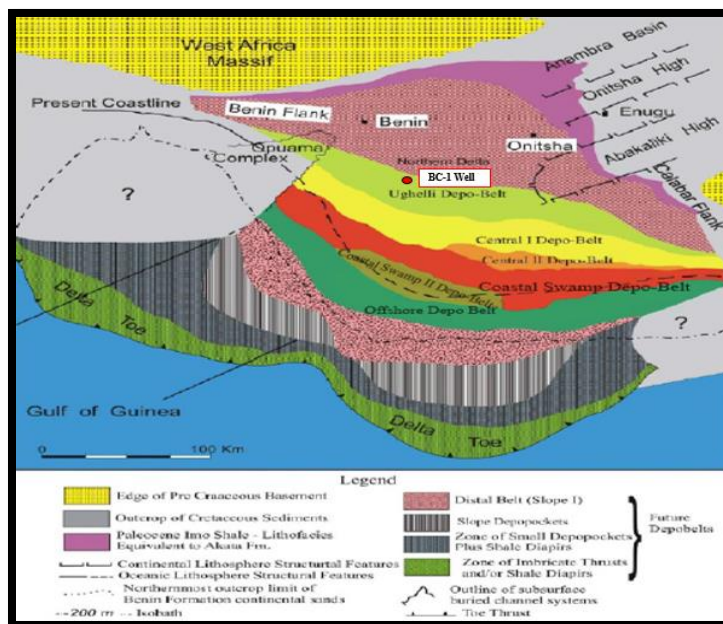 West Africa
Massif
Anambra Basin
Onitsha High
Enugu
Abakaliki High
Calabar Flank
Present Coastline
Benin Flank
Benin
Onitsha
Opuama
Complex
Northern Delta
BC-1 Well
Ughelli Depo-Belt
?
Central I Depo-Belt
Central II Depo-Belt
Coastal Swamp Depo-Belt
Coastal Swamp II Depo-Belt
Offshore Depo Belt
?
Delta Toe
Gulf of Guinea
Delta
Toe
0 100 Km
Legend
Edge of Pre Craaceous Basement
Outcrop of Cretaceous Sediments
Paleocene Imo Shale - Lithofacies
Equivalent to Akata Fm.
Continental Lithosphere Structurtal Features
Oceanic Lithosphere Structural Features
Northernmost outcrop limit of
Benin Formation continental sands
200 m Isobath
Distal Belt (Slope I)
Slope Depopockets
Zone of Small Depopockets
Plus Shale Diapirs
Zone of Imbricate Thrusts
and/or Shale Diapirs
Future
Depobelts
Outline of subsurface
buried channel systems
Toe Thrust